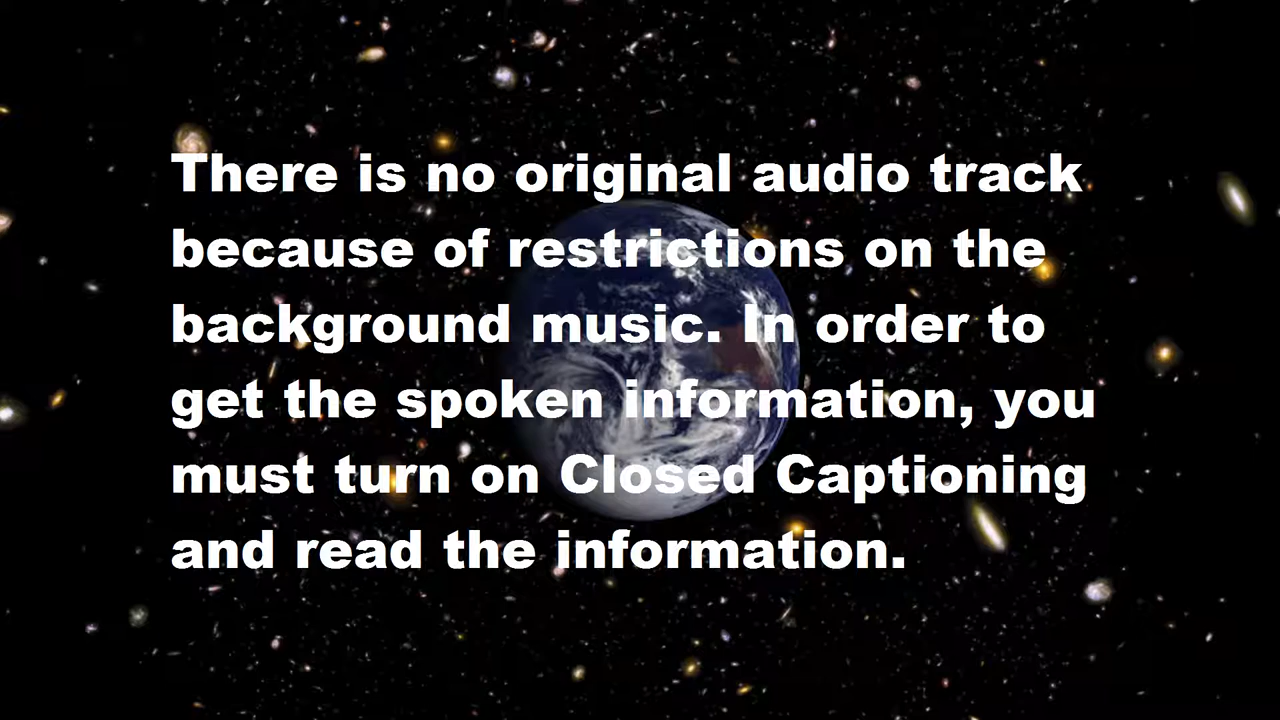 There is no original audio track
because of restrictions on the
background music. In order to
get the spoken information, you
must turn on Closed Captioning
and read the information.